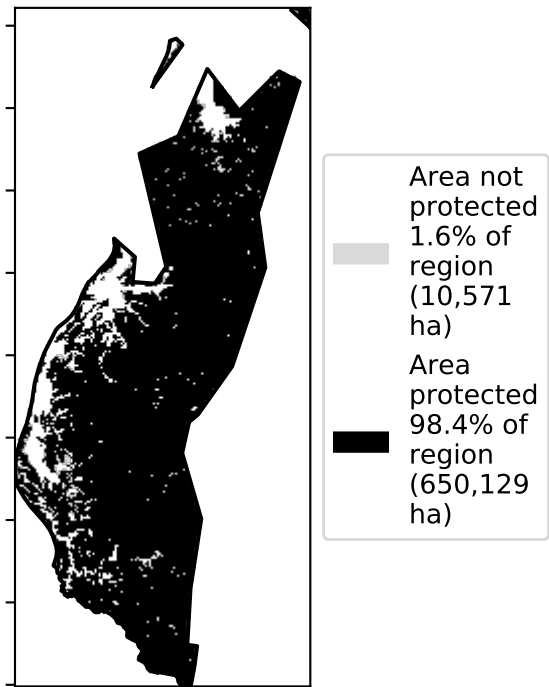 Area not
protected
1.6% of
region
(10,571
ha)
Area
protected
98.4% of
region
(650,129
ha)